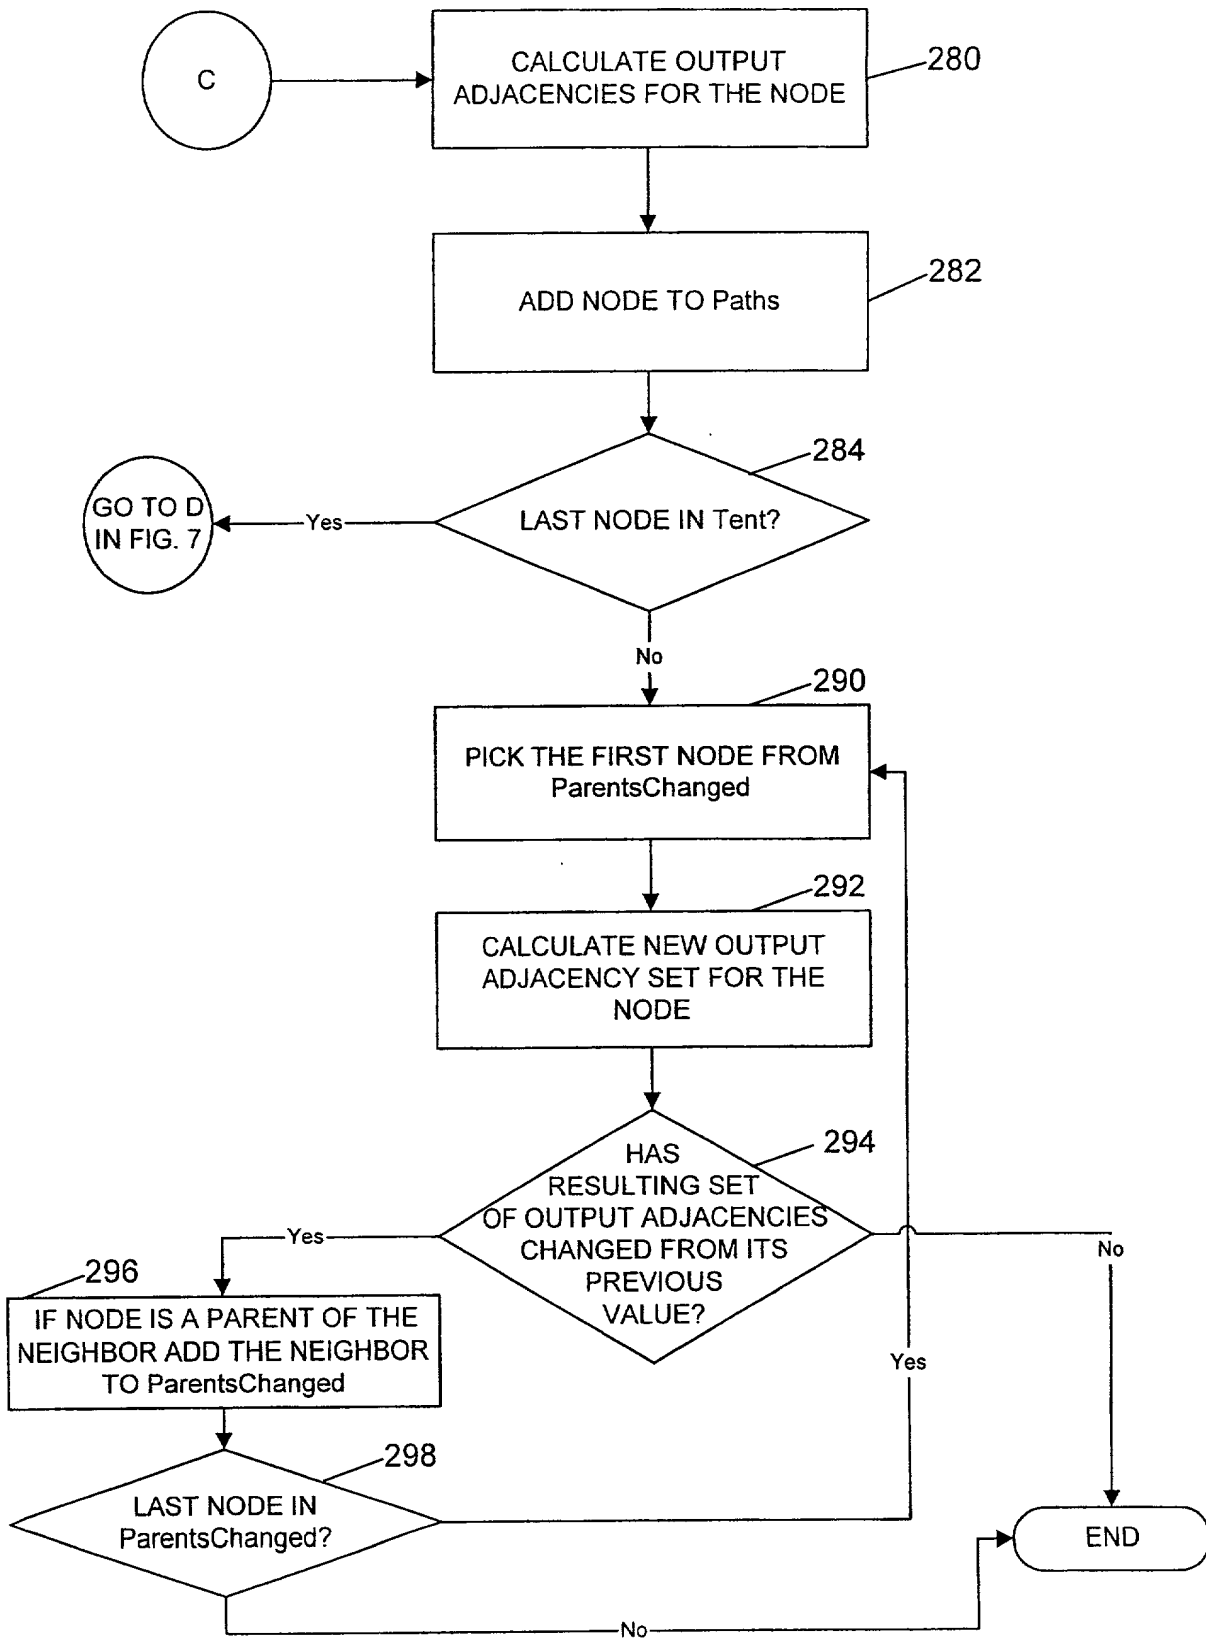 C
CALCULATE OUTPUT
ADJACENCIES FOR THE NODE
280
ADD NODE TO Paths
282
284
LAST NODE IN Tent?
Yes
GO TO D
IN FIG. 7
No
290
PICK THE FIRST NODE FROM
ParentsChanged
292
CALCULATE NEW OUTPUT
ADJACENCY SET FOR THE
NODE
294
HAS
RESULTING SET
OF OUTPUT ADJACENCIES
CHANGED FROM ITS
PREVIOUS
VALUE?
Yes
No
296
IF NODE IS A PARENT OF THE
NEIGHBOR ADD THE NEIGHBOR
TO ParentsChanged
Yes
298
LAST NODE IN
ParentsChanged?
END
No